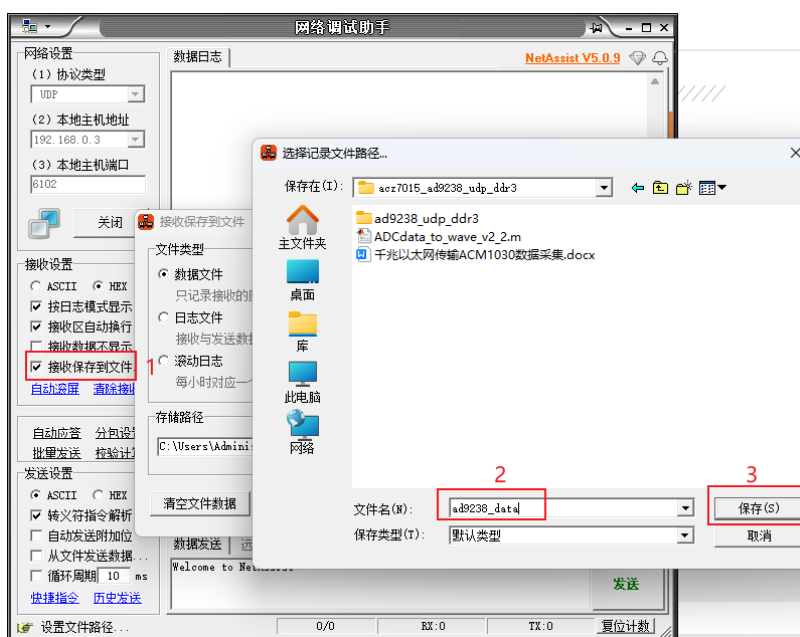 网络调试助手
网络设置
(1) 协议类型
UDP
(2) 本地主机地址
192.168.0.3
(3) 本地主机端口
6102
关闭
接收设置
ASCII HEX
按日志模式显示
接收区自动换行
接收数据不显示
接收保存到文件...
1
自动滚屏 清除接收
自动应答 分包设
批量发送 校验计
发送设置
ASCII HEX
转义符指令解析
自动发送附加位
从文件发送数据...
循环周期 10 ms
快捷指令 历史发送
设置文件路径...
数据日志
NetAssist V5.0.9
接收保存到文件
文件类型
数据文件
只记录接收的
日志文件
接收与发送数据
滚动日志
每小时对应一
存储路径
C:\Users\Admini
清空文件数据
选择记录文件路径...
保存在(I):
acz7015_ad9238_udp_ddr3
主文件夹
桌面
库
此电脑
网络
ad9238_udp_ddr3
ADCdata_to_wave_v2_2.m
千兆以太网传输ACM1030数据采集.docx
2
3
文件名(N):
ad9238_data
保存(S)
保存类型(T):
默认类型
取消
数据发送
Welcome to NetAssist
发送
0/0
RX:0
TX:0
复位计数